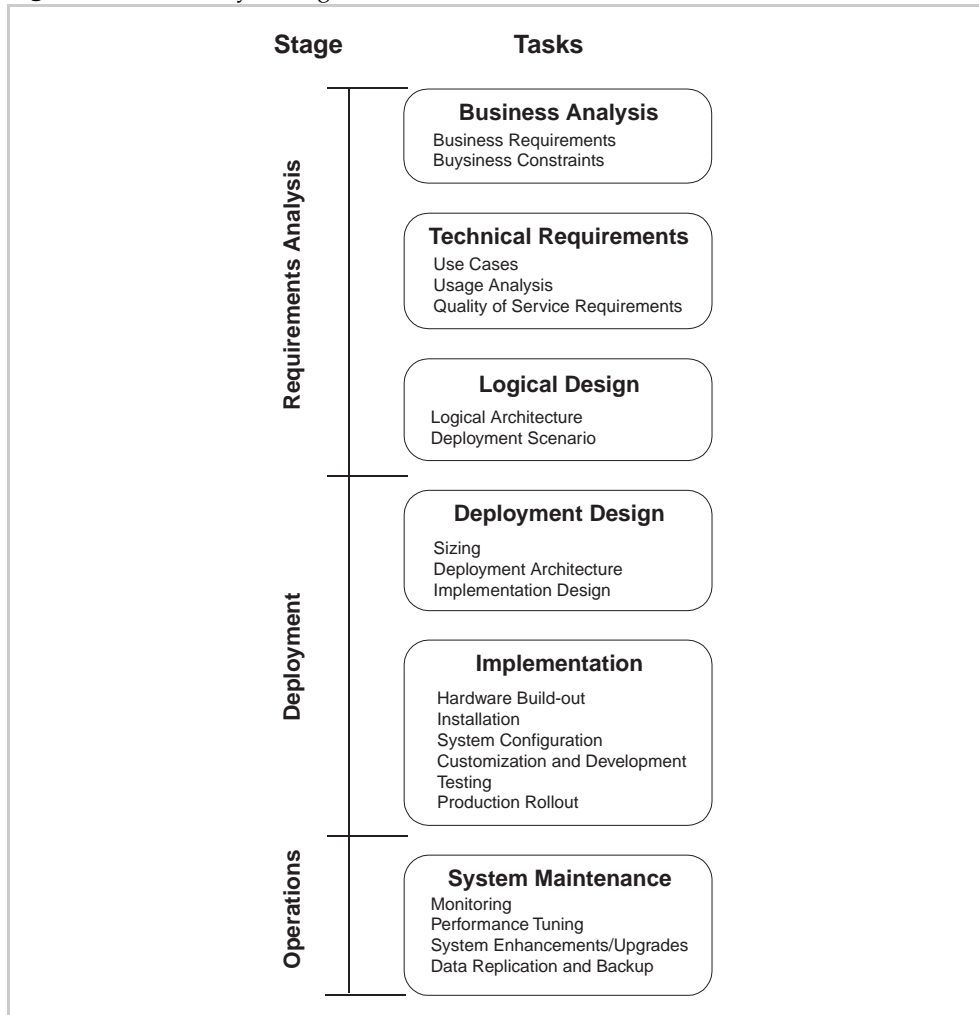 Stage
Tasks
Requirements Analysis
Business Analysis
Business Requirements
Buysiness Constraints
Technical Requirements
Use Cases
Usage Analysis
Quality of Service Requirements
Logical Design
Logical Architecture
Deployment Scenario
Deployment
Deployment Design
Sizing
Deployment Architecture
Implementation Design
Implementation
Hardware Build-out
Installation
System Configuration
Customization and Development
Testing
Production Rollout
Operations
System Maintenance
Monitoring
Performance Tuning
System Enhancements/Upgrades
Data Replication and Backup